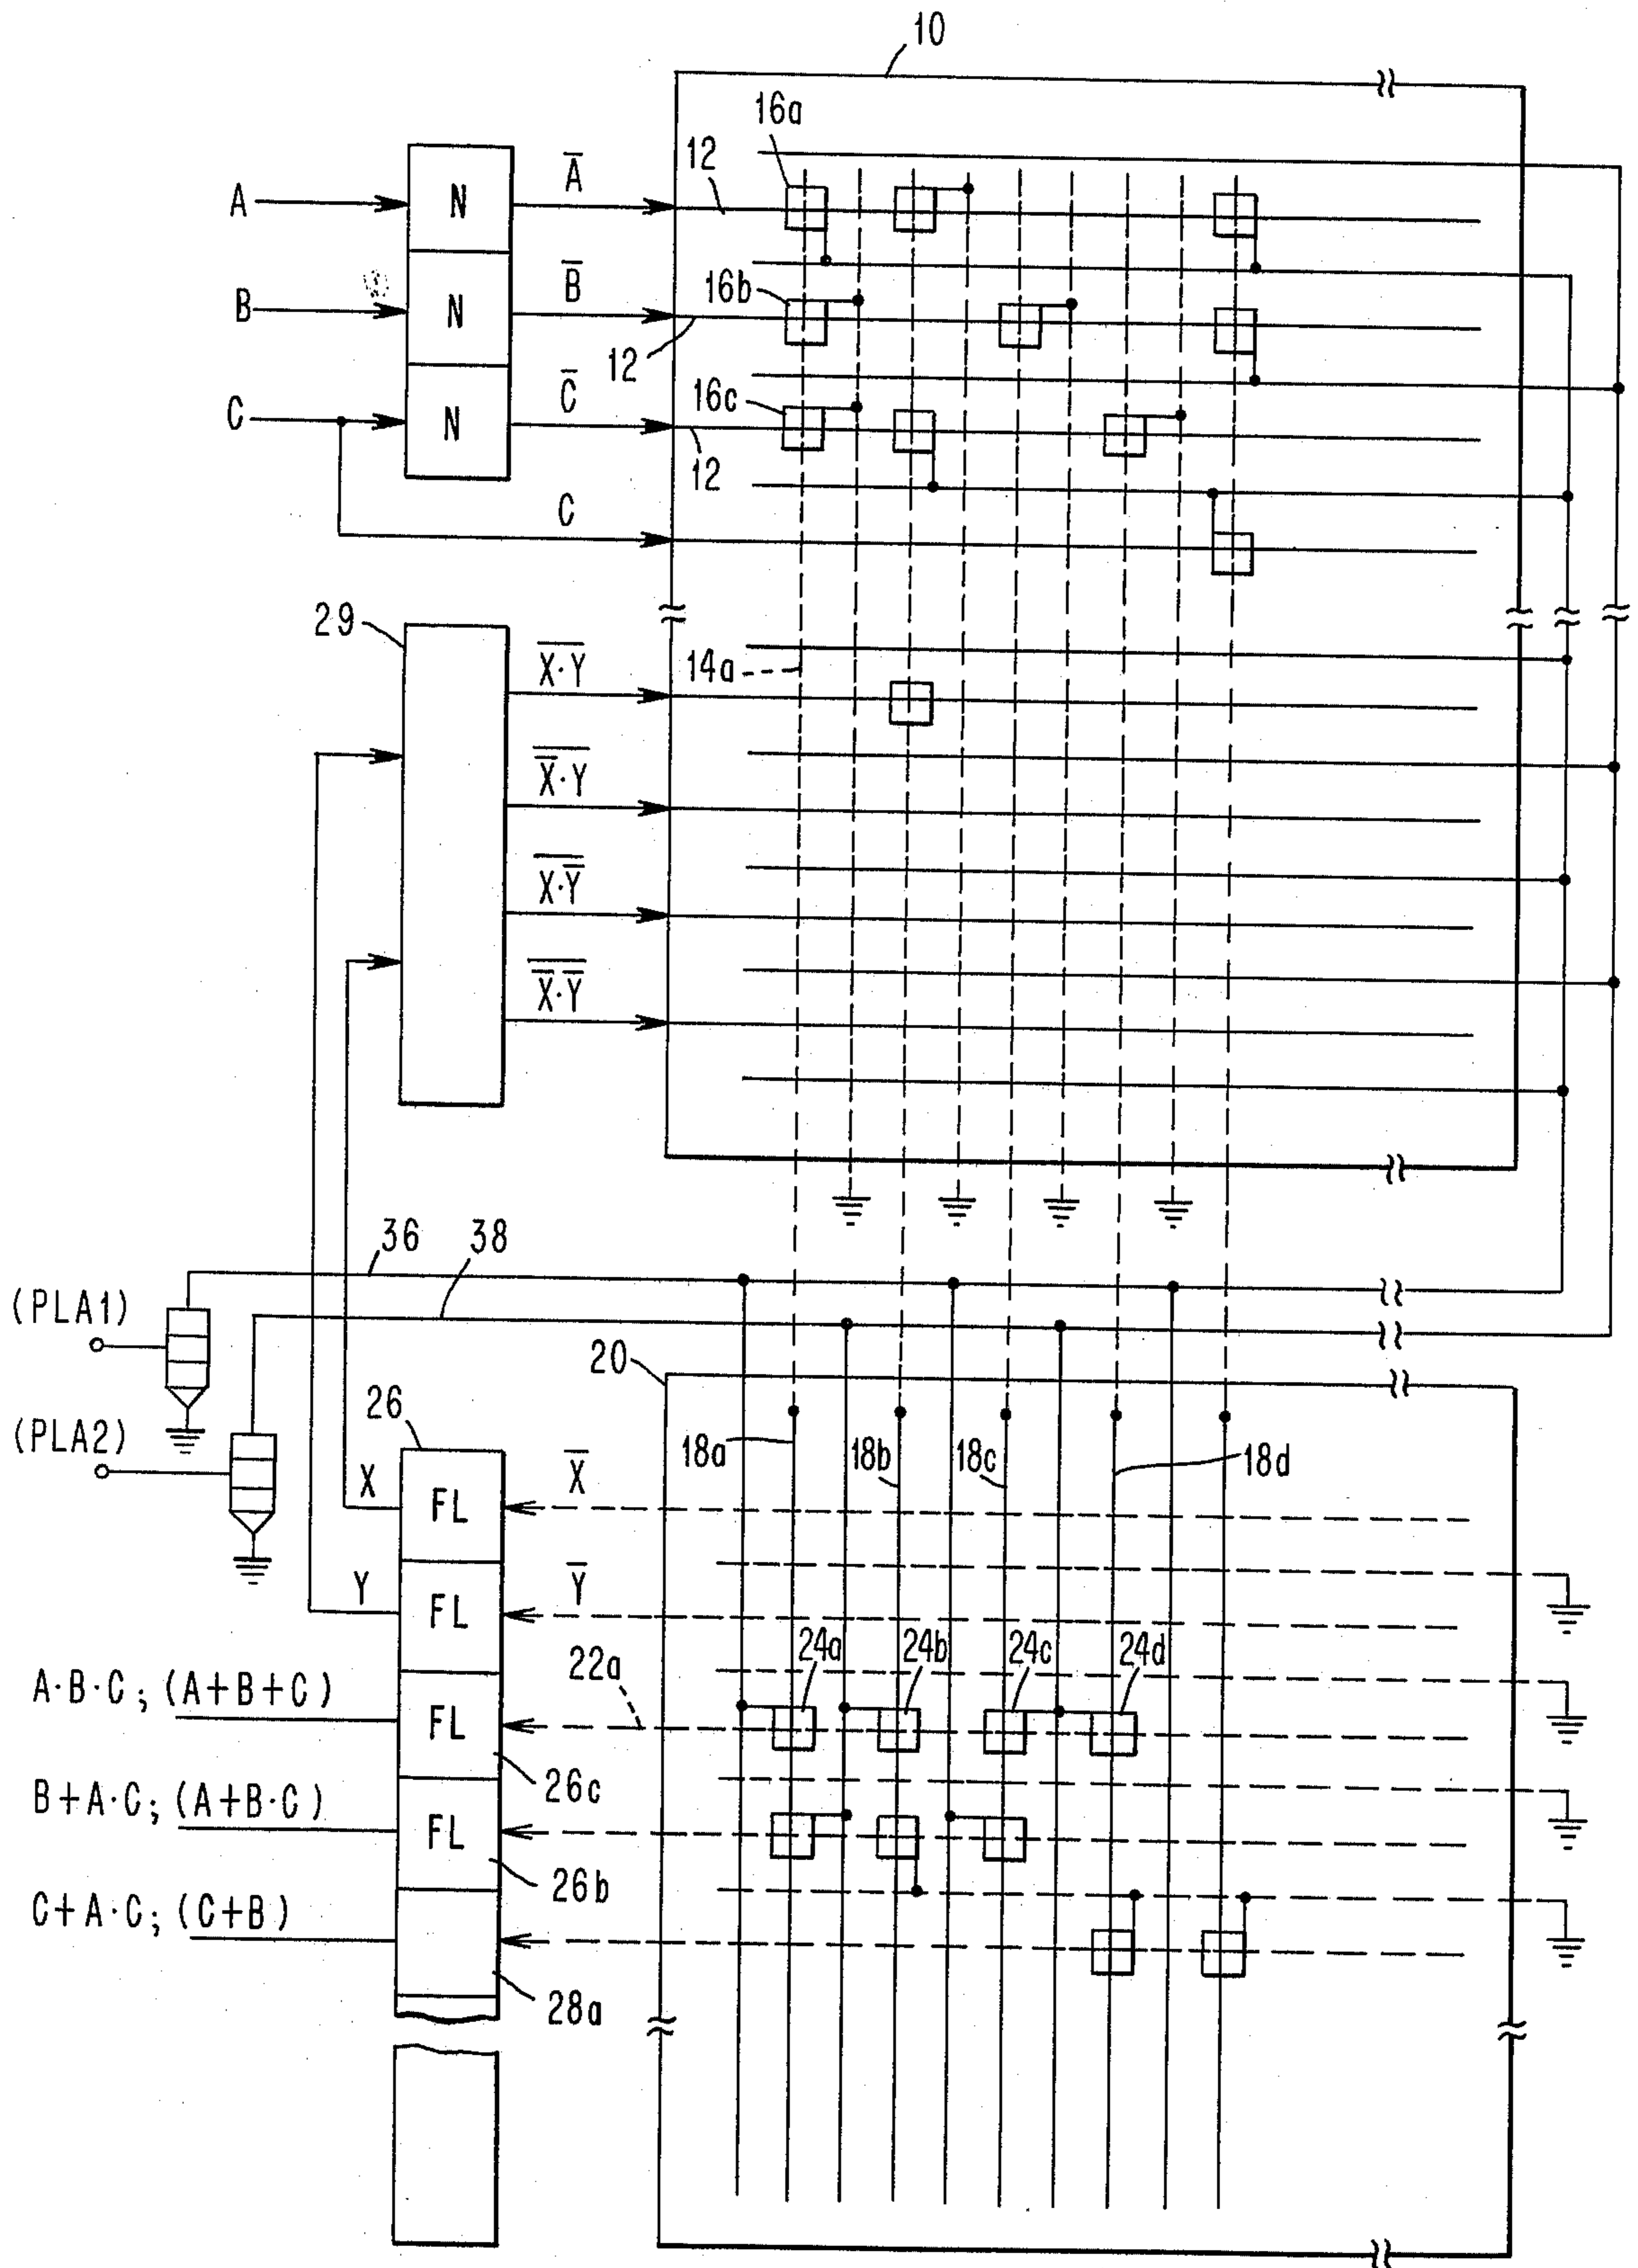 10
16a
12
A
N
A̅
B
N
B̅
16b
12
C
N
C̅
16c
12
C
29
X̅·̅Y̅
14a
X̅̅·̅Y̅
X̅·̅Y̅̅
X̅̅·̅Y̅̅
36
38
(PLA1)
20
(PLA2)
26
18a
18b
18c
18d
X
FL
X̅
Y
FL
Y̅
22a
24a
24b
24c
24d
A·B·C; (A+B+C)
FL
26c
B+A·C; (A+B·C)
FL
26b
C+A·C; (C+B)
28a